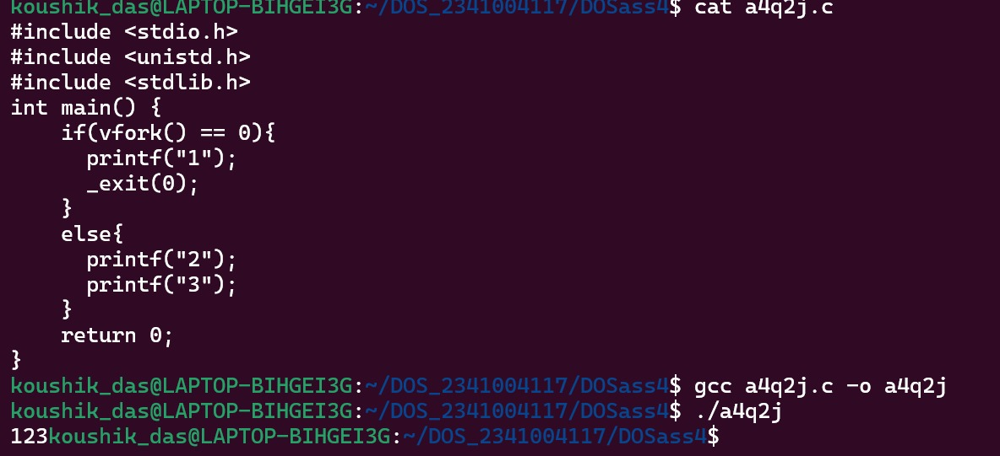 koushik_das@LAPTOP-BIHGEI3G:~/DOS_2341004117/DOSass4$ cat a4q2j.c
#include <stdio.h>
#include <unistd.h>
#include <stdlib.h>
int main() {
    if(vfork() == 0){
      printf("1");
      _exit(0);
    }
    else{
      printf("2");
      printf("3");
    }
    return 0;
}
koushik_das@LAPTOP-BIHGEI3G:~/DOS_2341004117/DOSass4$ gcc a4q2j.c -o a4q2j
koushik_das@LAPTOP-BIHGEI3G:~/DOS_2341004117/DOSass4$ ./a4q2j
123koushik_das@LAPTOP-BIHGEI3G:~/DOS_2341004117/DOSass4$